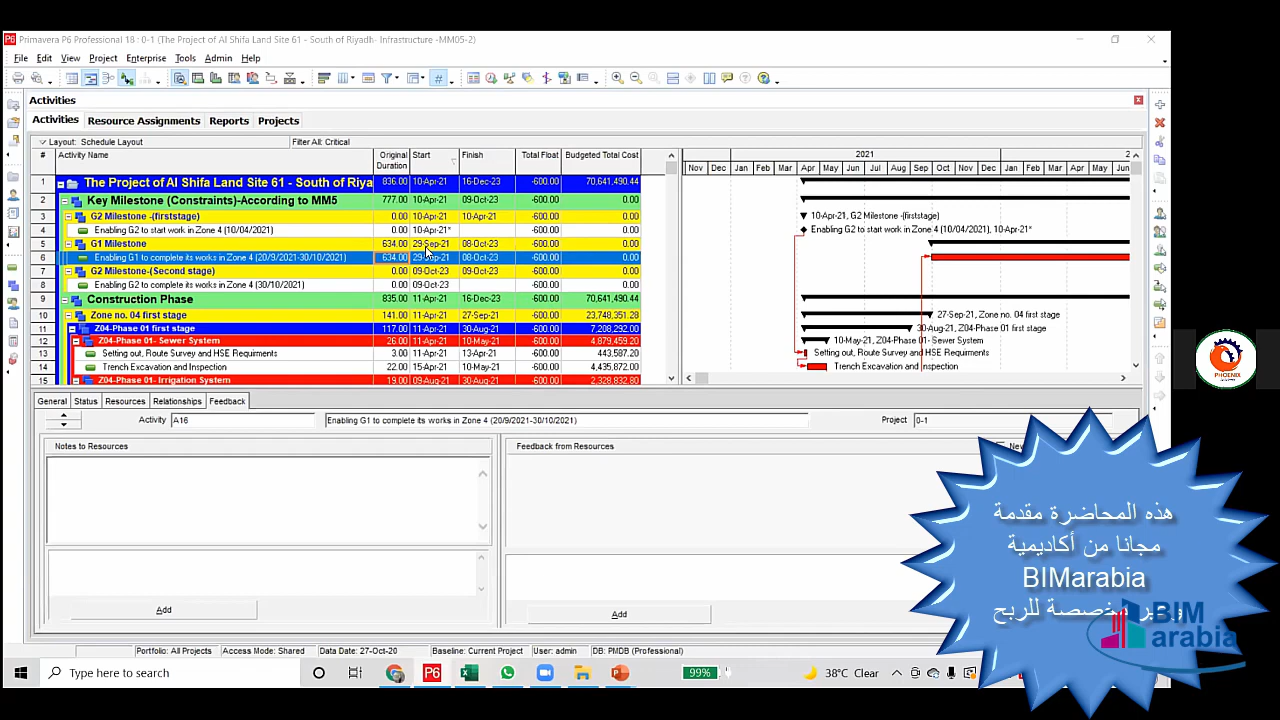 Primavera P6 Professional 18 : 0-1 (The Project of Al Shifa Land Site 61 - South of Riyadh- Infrastructure -MM05-2)
File Edit View Project Enterprise Tools Admin Help
Activities
Activities Resource Assignments Reports Projects
Layout: Schedule Layout Filter All: Critical
# Activity Name Original Duration Start Finish Total Float Budgeted Total Cost
2021 2
Nov Dec Jan Feb Mar Apr May Jun Jul Aug Sep Oct Nov Dec Jan Feb Mar Apr May Jun
1 The Project of Al Shifa Land Site 61 - South of Riya 836.00 10-Apr-21 16-Dec-23 -600.00 70,641,490.44
2 Key Milestone (Constraints)-According to MM5 777.00 10-Apr-21 09-Oct-23 -600.00 0.00
3 G2 Milestone -(firststage) 0.00 10-Apr-21 10-Apr-21 -600.00 0.00 10-Apr-21, G2 Milestone -(firststage)
4 Enabling G2 to start work in Zone 4 (10/04/2021) 0.00 10-Apr-21* -600.00 0.00 Enabling G2 to start work in Zone 4 (10/04/2021), 10-Apr-21*
5 G1 Milestone 634.00 29-Sep-21 08-Oct-23 -600.00 0.00
6 Enabling G1 to complete its works in Zone 4 (20/9/2021-30/10/2021) 634.00 29-Sep-21 08-Oct-23 -600.00 0.00
7 G2 Milestone-(Second stage) 0.00 09-Oct-23 09-Oct-23 -600.00 0.00
8 Enabling G2 to complete its works in Zone 4 (30/10/2021) 0.00 09-Oct-23 -600.00 0.00
9 Construction Phase 835.00 11-Apr-21 16-Dec-23 -600.00 70,641,490.44
10 Zone no. 04 first stage 141.00 11-Apr-21 27-Sep-21 -600.00 23,748,351.28 27-Sep-21, Zone no. 04 first stage
11 Z04-Phase 01 first stage 117.00 11-Apr-21 30-Aug-21 -600.00 7,208,292.00 30-Aug-21, Z04-Phase 01 first stage
12 Z04-Phase 01- Sewer System 26.00 11-Apr-21 10-May-21 -600.00 4,879,459.20 10-May-21, Z04-Phase 01- Sewer System
13 Setting out, Route Survey and HSE Requirments 3.00 11-Apr-21 13-Apr-21 -600.00 443,587.20 Setting out, Route Survey and HSE Requirments
14 Trench Excavation and Inspection 22.00 15-Apr-21 10-May-21 -600.00 4,435,872.00 Trench Excavation and Inspection
15 Z04-Phase 01- Irrigation System 19.00 09-Aug-21 30-Aug-21 -600.00 2,328,832.80
General Status Resources Relationships Feedback
Activity A16 Enabling G1 to complete its works in Zone 4 (20/9/2021-30/10/2021) Project 0-1
Notes to Resources Feedback from Resources
Add Add
Portfolio: All Projects Access Mode: Shared Data Date: 27-Oct-20 Baseline: Current Project User: admin DB: PMDB (Professional)
Type here to search 99% 38°C Clear
PHOENIX
هذه المحاضرة مقدمة
مجانا من أكاديمية
BIMarabia
للربح
BIM
arabia